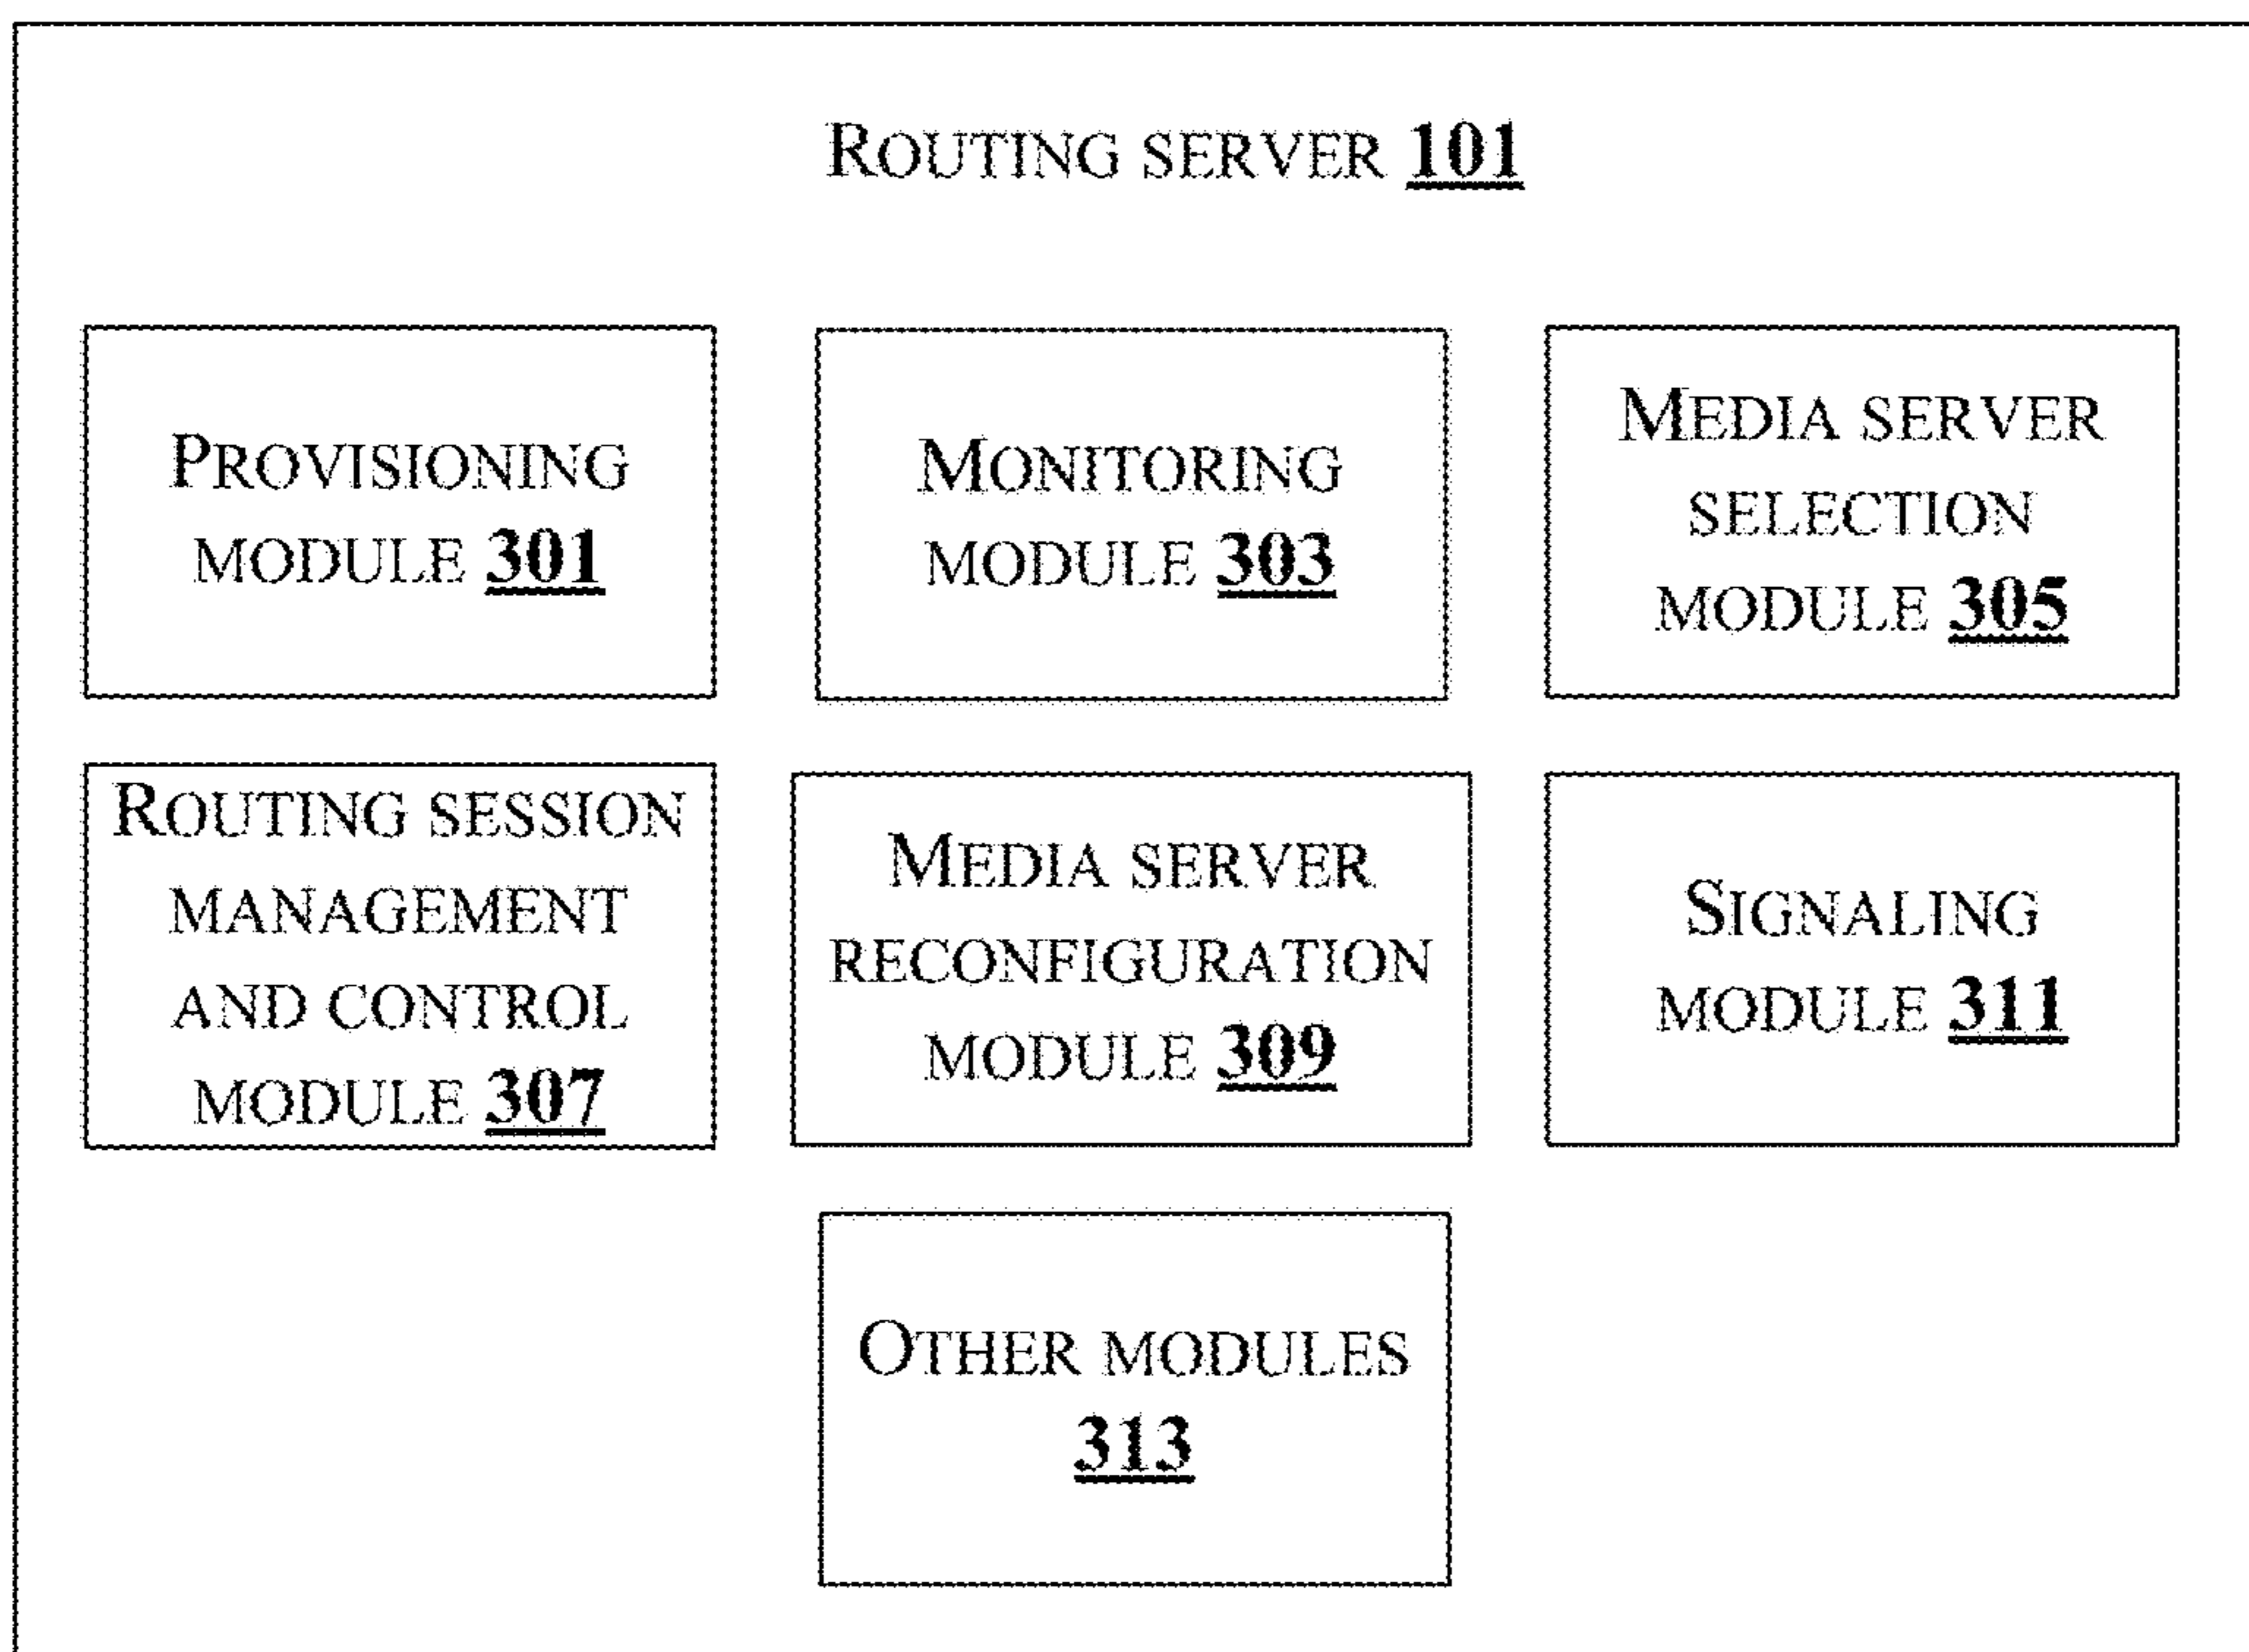 ROUTING SERVER 101
PROVISIONING
MODULE 301
MONITORING
MODULE 303
MEDIA SERVER
SELECTION
MODULE 305
ROUTING SESSION
MANAGEMENT
AND CONTROL
MODULE 307
MEDIA SERVER
RECONFIGURATION
MODULE 309
SIGNALING
MODULE 311
OTHER MODULES
313